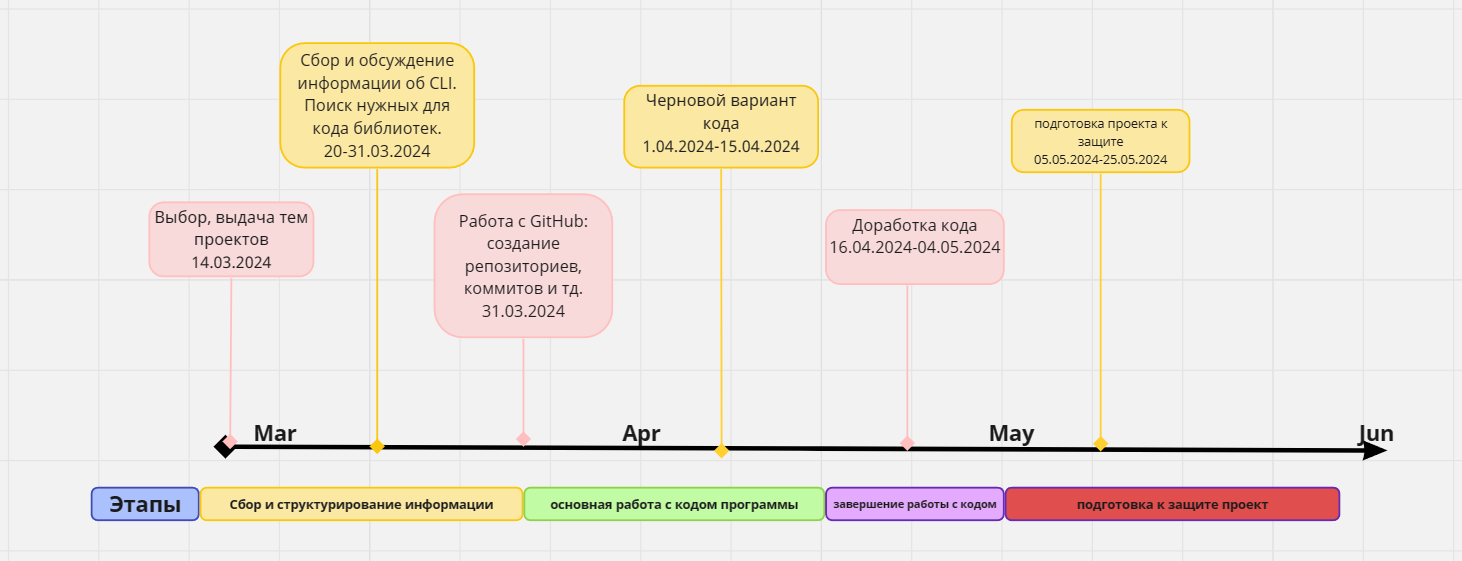 Сбор и обсуждение
информации об CLI.
Поиск нужных для
кода библиотек.
20-31.03.2024
Черновой вариант
кода
1.04.2024-15.04.2024
подготовка проекта к
защите
05.05.2024-25.05.2024
Выбор, выдача тем
проектов
14.03.2024
Работа с GitHub:
создание
репозиториев,
коммитов и тд.
31.03.2024
Доработка кода
16.04.2024-04.05.2024
Mar
Apr
May
Jun
Этапы
Сбор и структурирование информации
основная работа с кодом программы
завершение работы с кодом
подготовка к защите проект